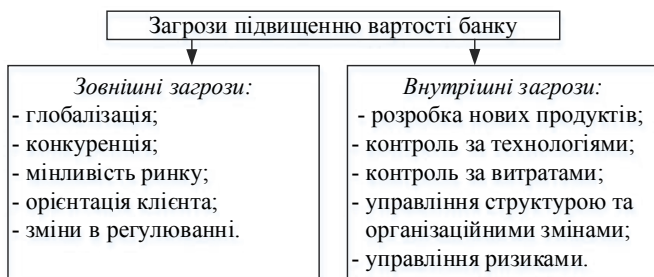 Загрози підвищенню вартості банку
Зовнішні загрози:
- глобалізація;
- конкуренція;
- мінливість ринку;
- орієнтація клієнта;
- зміни в регулюванні.
Внутрішні загрози:
- розробка нових продуктів;
- контроль за технологіями;
- контроль за витратами;
- управління структурою та
організаційними змінами;
- управління ризиками.